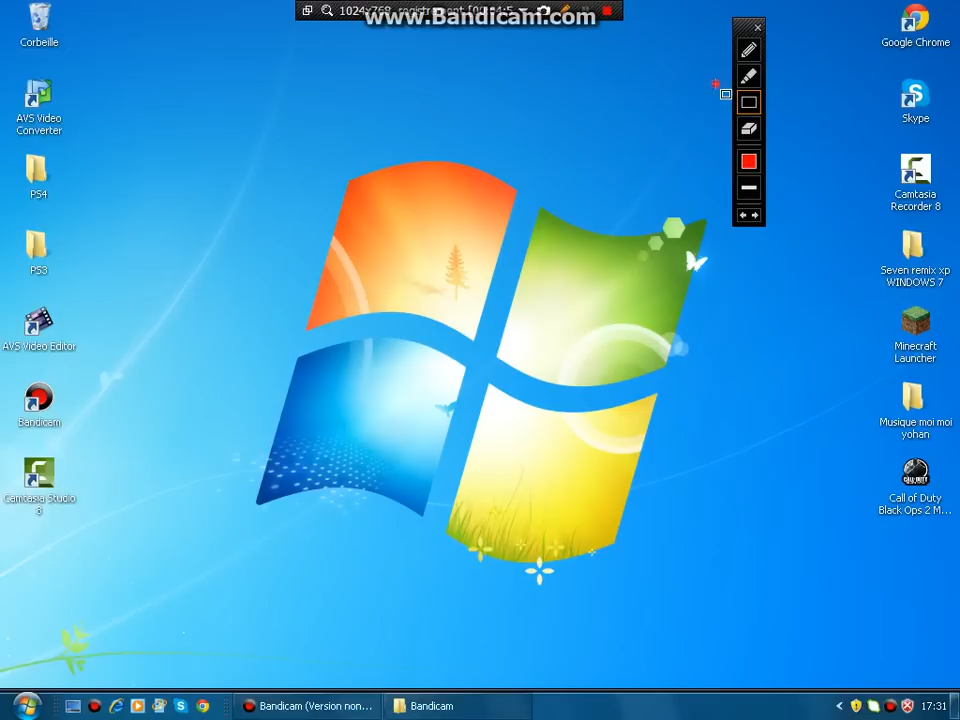 www.Bandicam.com
Corbeille
AVS Video
Converter
PS4
PS3
AVS Video Editor
Bandicam
Camtasia Studio
8
Google Chrome
Skype
Camtasia
Recorder 8
Seven remix xp
WINDOWS 7
Minecraft
Launcher
Musique moi moi
yohan
Call of Duty
Black Ops 2 M...
Bandicam (Version non...
Bandicam
17:31